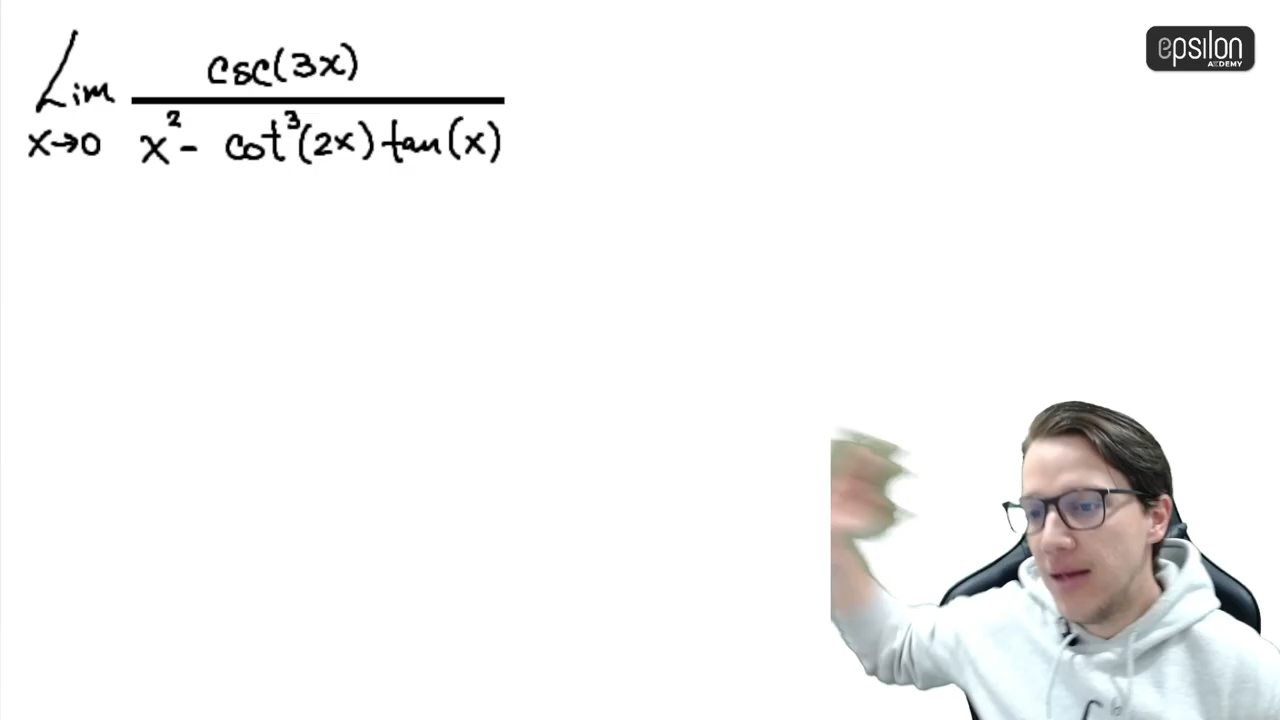 Lim csc(3x)
x→0 x² - cot³(2x) tan(x)
epsilon
ACADEMY